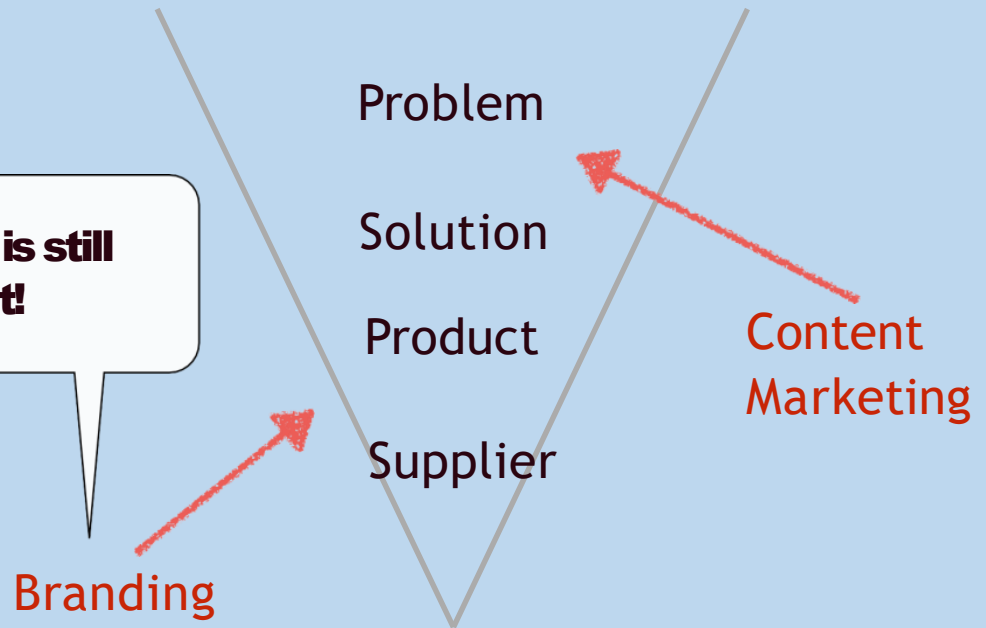 Problem
is still
t!
Solution
Product
Content
Marketing
Supplier
Branding